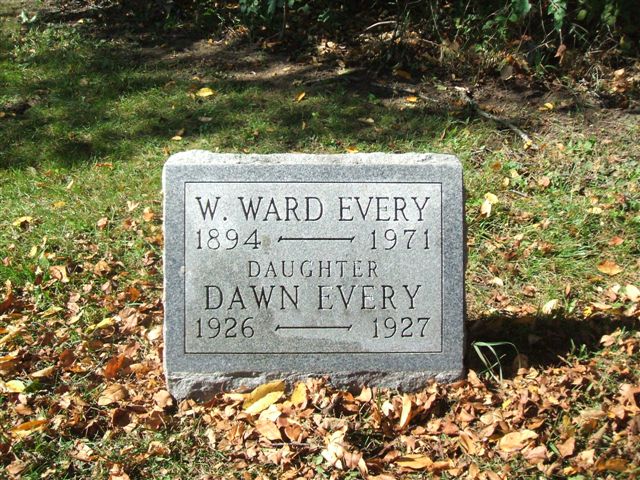 W. WARD EVERY
1894 — 1971
DAUGHTER
DAWN EVERY
1926 — 1927